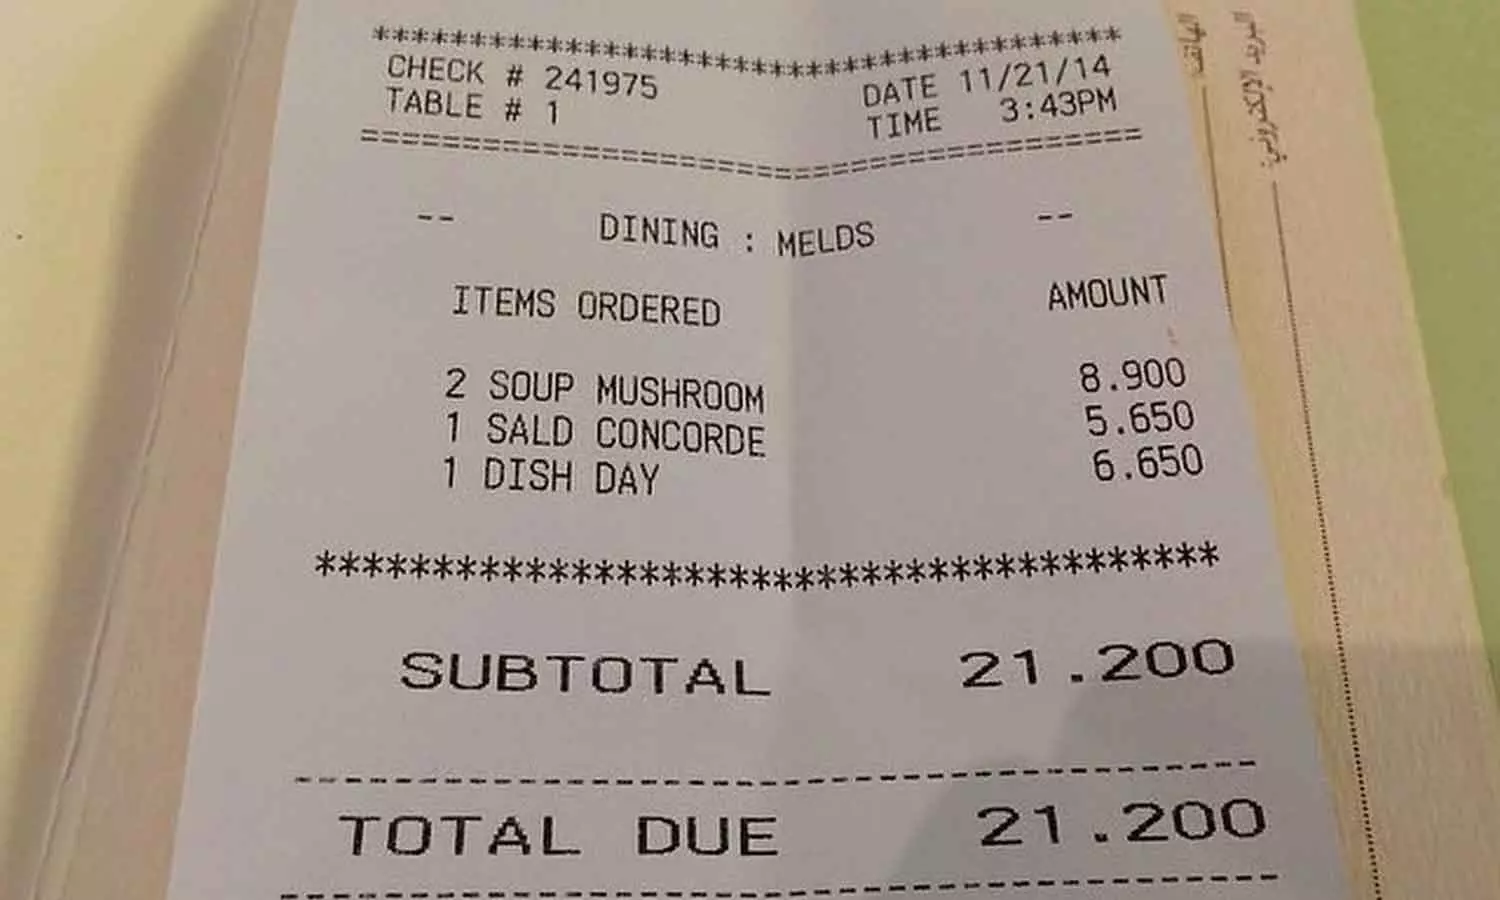 ****************************************
CHECK # 241975 DATE 11/21/14
TABLE # 1 TIME 3:43PM
==========================================
-- DINING : MELDS --
ITEMS ORDERED AMOUNT
2 SOUP MUSHROOM 8.900
1 SALD CONCORDE 5.650
1 DISH DAY 6.650
****************************************
SUBTOTAL 21.200
------------------------------------------
TOTAL DUE 21.200
------------------------------------------